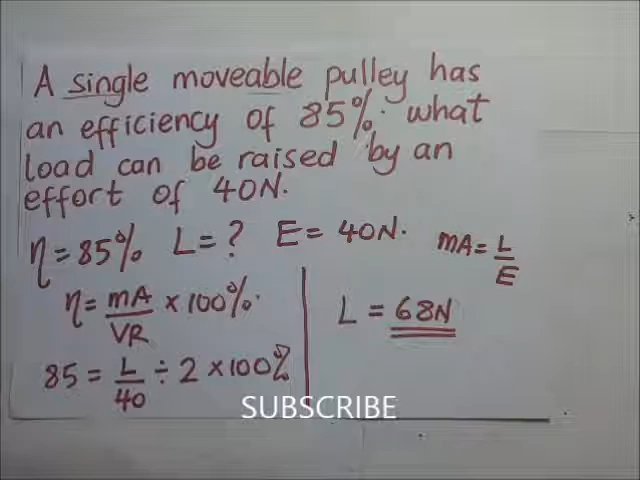 A single moveable pulley has
an efficiency of 85%. what
load can be raised by an
effort of 40N.
η = 85% L = ? E = 40N. MA = L/E
η = MA/VR × 100%.
L = 68N
85 = L/40 ÷ 2 × 100%
SUBSCRIBE